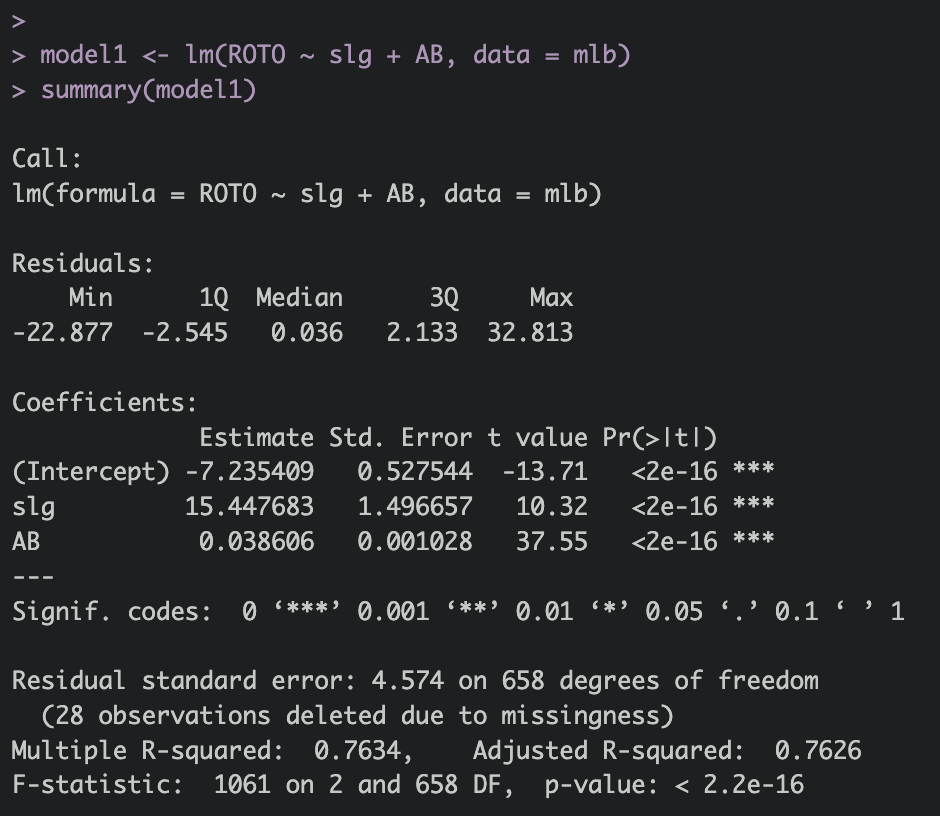 >
> model1 <- lm(ROTO ~ slg + AB, data = mlb)
> summary(model1)
Call:
lm(formula = ROTO ~ slg + AB, data = mlb)
Residuals:
    Min      1Q  Median      3Q     Max
-22.877  -2.545   0.036   2.133  32.813
Coefficients:
             Estimate Std. Error t value Pr(>|t|)
(Intercept) -7.235409   0.527544  -13.71   <2e-16 ***
slg         15.447683   1.496657   10.32   <2e-16 ***
AB           0.038606   0.001028   37.55   <2e-16 ***
---
Signif. codes:  0 ‘***’ 0.001 ‘**’ 0.01 ‘*’ 0.05 ‘.’ 0.1 ‘ ’ 1
Residual standard error: 4.574 on 658 degrees of freedom
  (28 observations deleted due to missingness)
Multiple R-squared:  0.7634,    Adjusted R-squared:  0.7626
F-statistic:  1061 on 2 and 658 DF,  p-value: < 2.2e-16